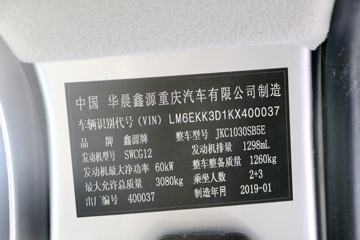 中国 华晨鑫源重庆汽车有限公司制造
车辆识别代号(VIN) LM6EKK3D1KX400037
品 牌 鑫源牌 整车型号 JKC1030SB5E
发动机型号 SWCG12 发动机排量 1298mL
发动机最大净功率 60kW 整车整备质量 1260kg
最大允许总质量 3080kg 乘坐人数 2+3
出厂编号 400037 制造年月 2019-01